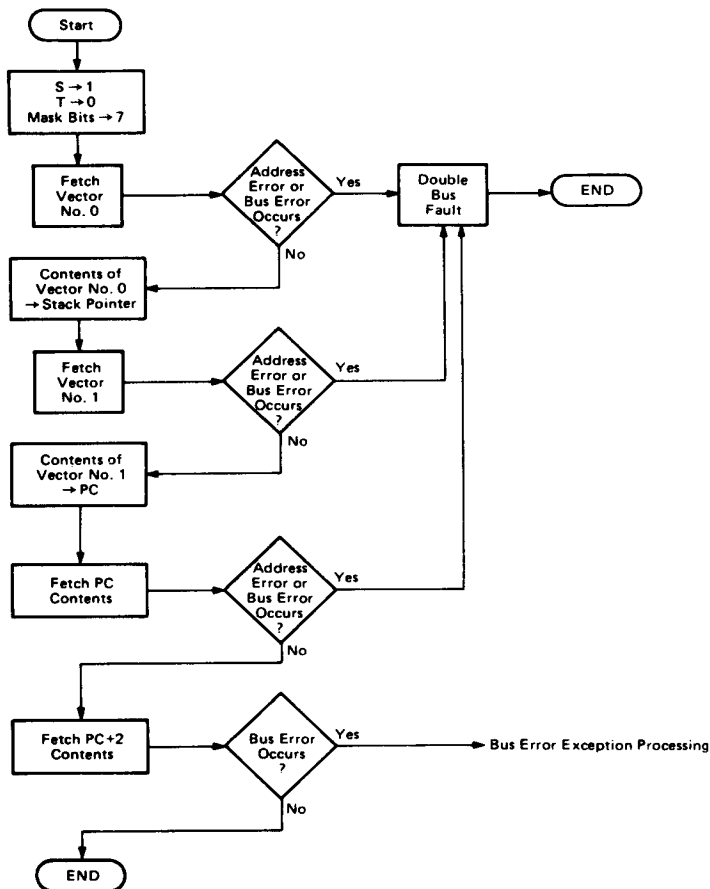 Start
S → 1
T → 0
Mask Bits → 7
Fetch
Vector
No. 0
Address
Error or
Bus Error
Occurs
?
Yes
No
Double
Bus
Fault
END
Contents of
Vector No. 0
→ Stack Pointer
Fetch
Vector
No. 1
Address
Error or
Bus Error
Occurs
?
Yes
No
Contents of
Vector No. 1
→ PC
Fetch PC
Contents
Address
Error or
Bus Error
Occurs
?
Yes
No
Fetch PC+2
Contents
Bus Error
Occurs
?
Yes
Bus Error Exception Processing
No
END